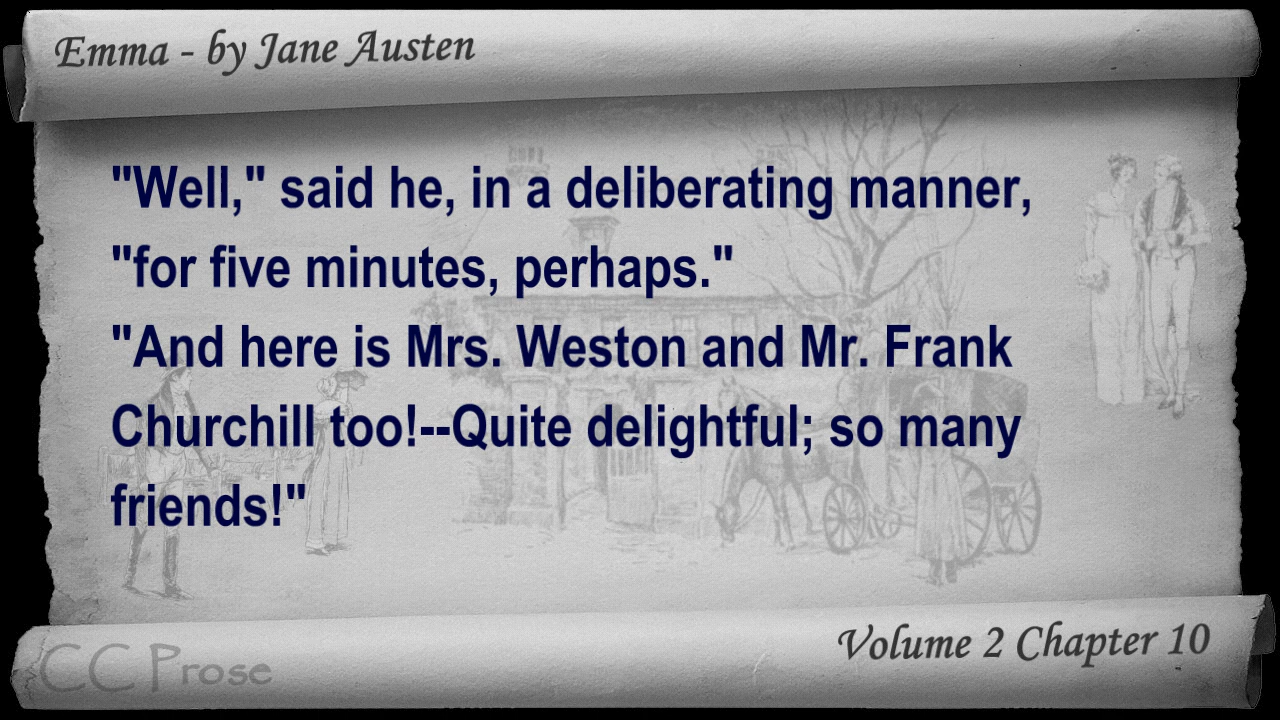 Emma - by Jane Austen
"Well," said he, in a deliberating manner,
"for five minutes, perhaps."
"And here is Mrs. Weston and Mr. Frank
Churchill too!--Quite delightful; so many
friends!"
Volume 2 Chapter 10
CC Prose